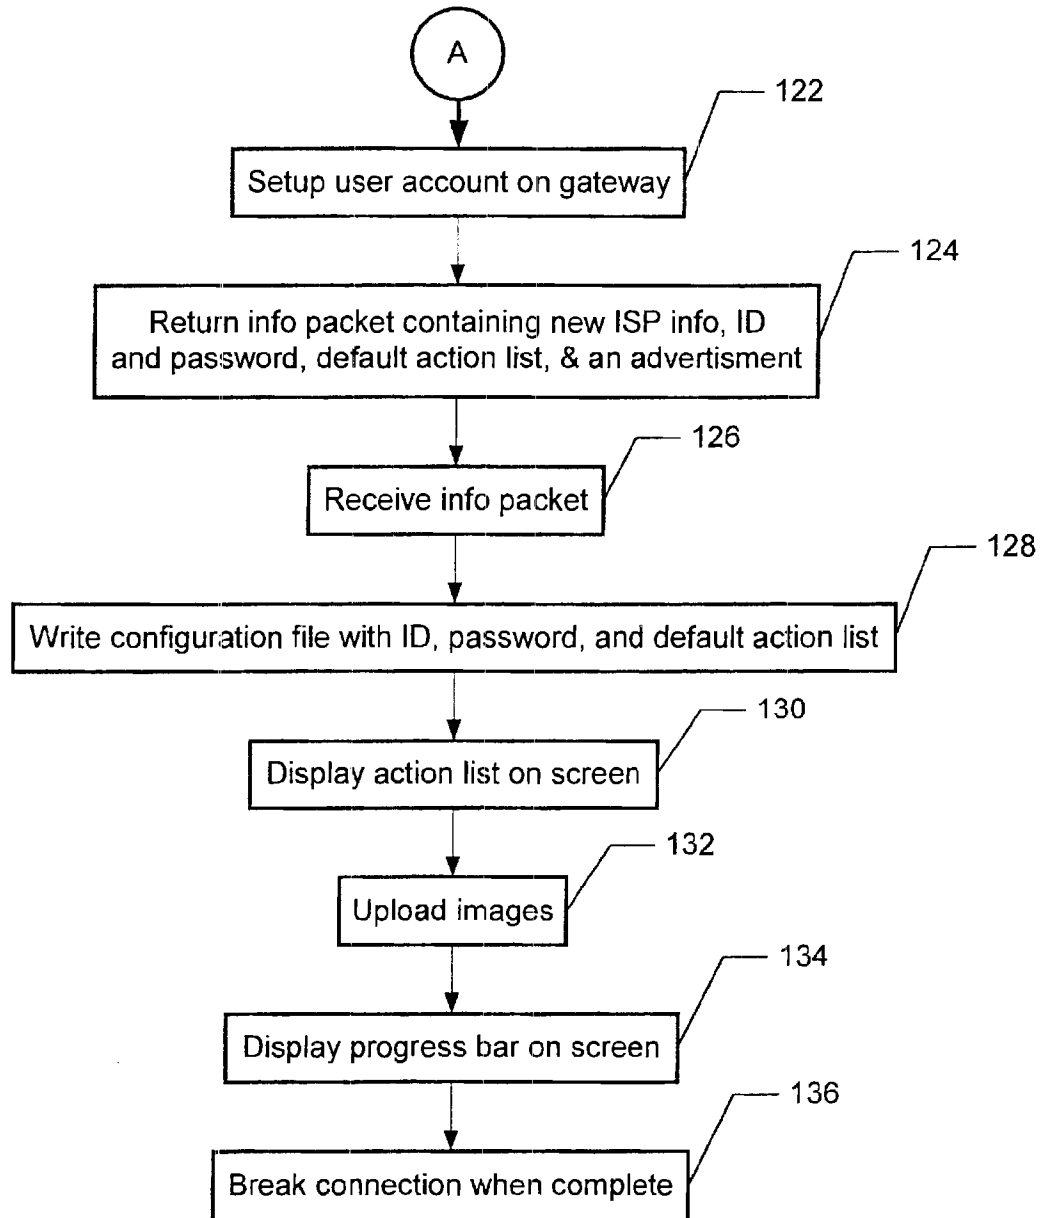 A
122
Setup user account on gateway
124
Return info packet containing new ISP info, ID
and password, default action list, & an advertisment
126
Receive info packet
128
Write configuration file with ID, password, and default action list
130
Display action list on screen
132
Upload images
134
Display progress bar on screen
136
Break connection when complete